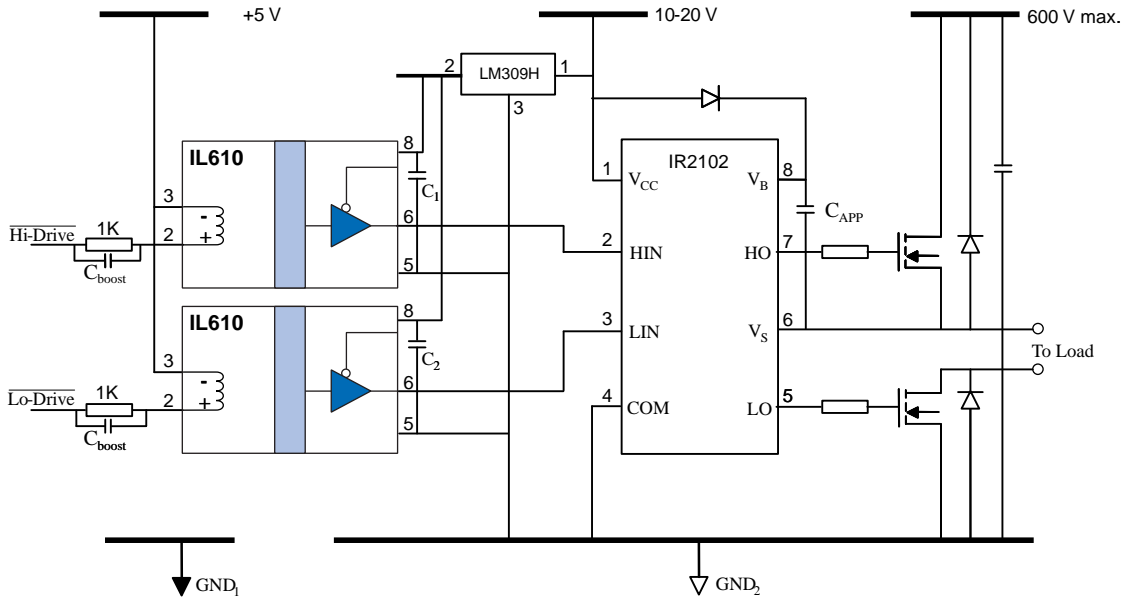 +5 V
10-20 V
600 V max.
2
LM309H
1
3
IL610
8
C1
3
-
1K
Hi-Drive
2
+
Cboost
6
5
IR2102
1
VCC
VB
8
CAPP
2
HIN
HO
7
IL610
8
C2
3
LIN
VS
6
To Load
3
-
1K
Lo-Drive
2
+
Cboost
6
5
4
COM
LO
5
GND1
GND2